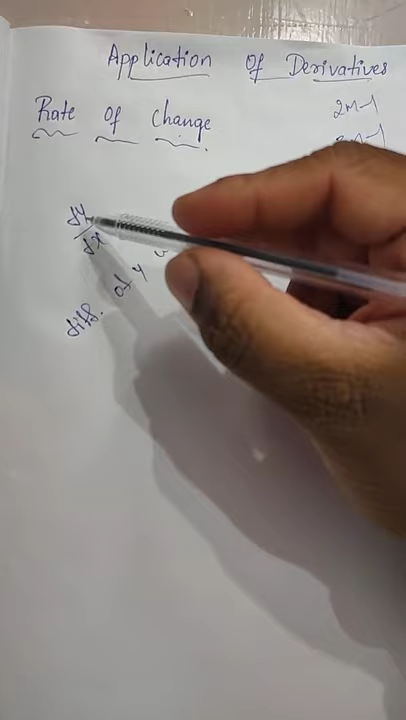 Application Of Derivatives
2M-1
Rate Of Change
dy
dx
diff. of y